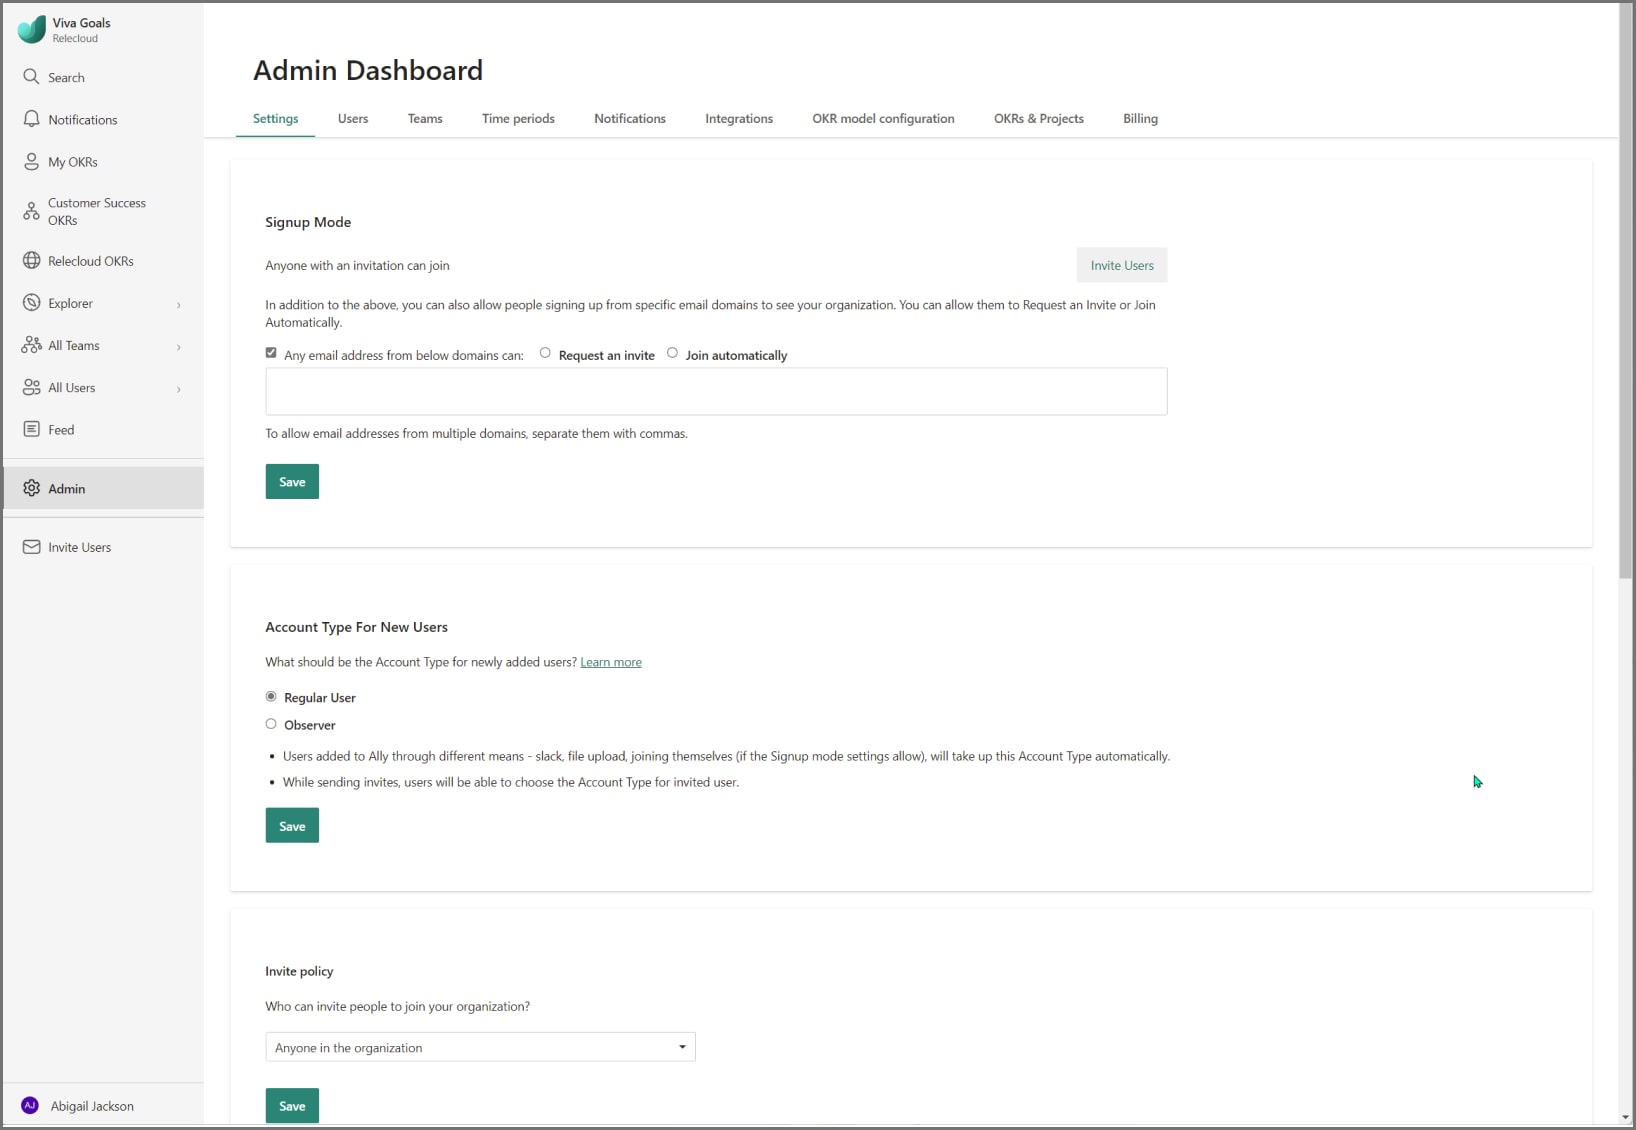 Viva Goals
Relecloud
Search
Notifications
My OKRs
Customer Success
OKRs
Relecloud OKRs
Explorer
All Teams
All Users
Feed
Admin
Invite Users
AJ Abigail Jackson
Admin Dashboard
Settings Users Teams Time periods Notifications Integrations OKR model configuration OKRs & Projects Billing
Signup Mode
Anyone with an invitation can join
Invite Users
In addition to the above, you can also allow people signing up from specific email domains to see your organization. You can allow them to Request an Invite or Join
Automatically.
Any email address from below domains can: Request an invite Join automatically
To allow email addresses from multiple domains, separate them with commas.
Save
Account Type For New Users
What should be the Account Type for newly added users? Learn more
Regular User
Observer
• Users added to Ally through different means - slack, file upload, joining themselves (if the Signup mode settings allow), will take up this Account Type automatically.
• While sending invites, users will be able to choose the Account Type for invited user.
Save
Invite policy
Who can invite people to join your organization?
Anyone in the organization
Save